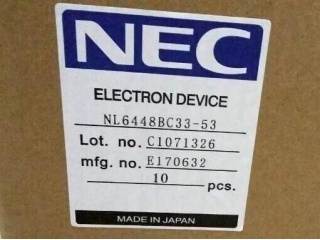 NEC
ELECTRON DEVICE
NL6448BC33-53
Lot. no. C1071326
mfg. no. E170632
10 pcs.
MADE IN JAPAN